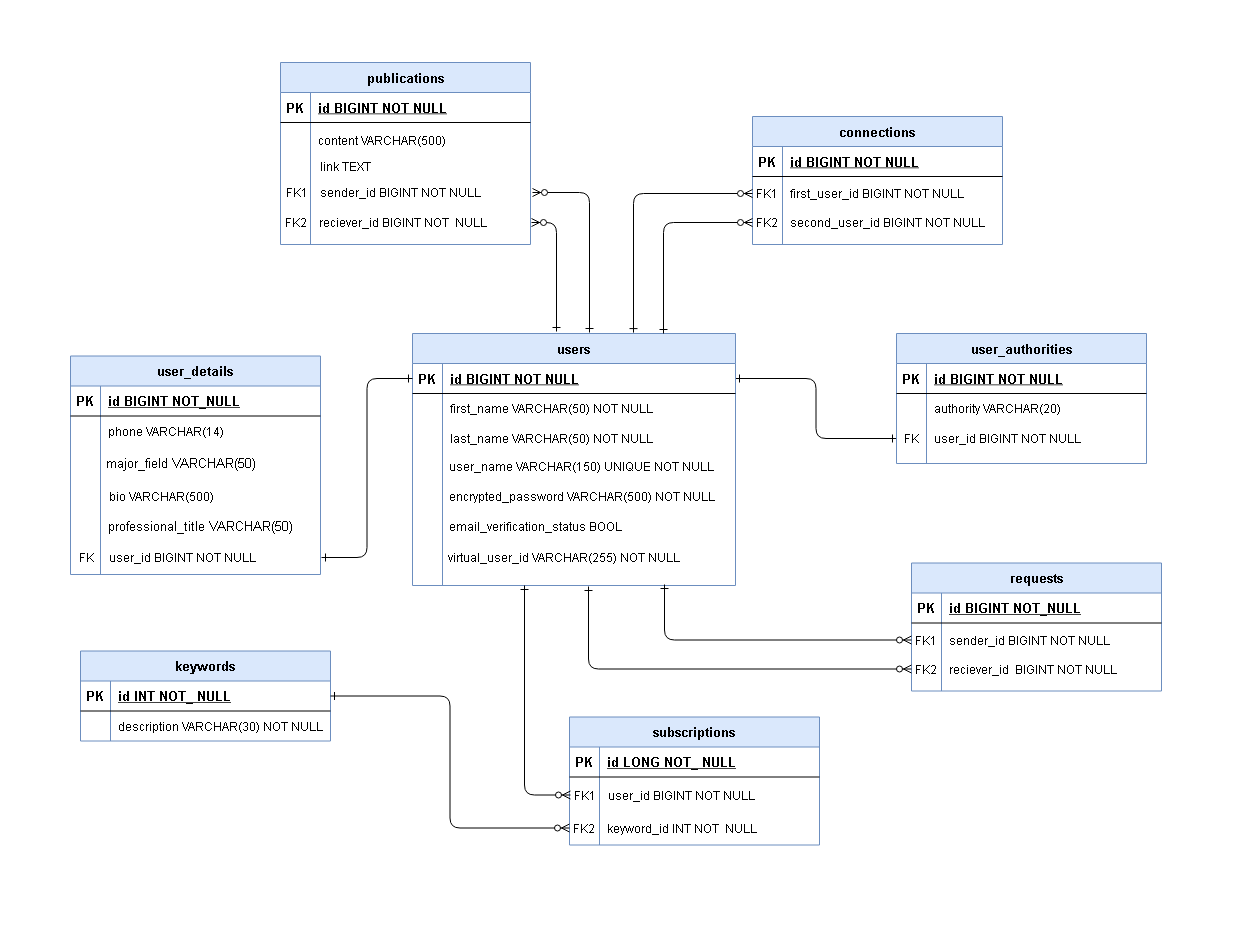 publications
PK id BIGINT NOT NULL
content VARCHAR(500)
link TEXT
FK1 sender_id BIGINT NOT NULL
FK2 reciever_id BIGINT NOT NULL
connections
PK id BIGINT NOT NULL
FK1 first_user_id BIGINT NOT NULL
FK2 second_user_id BIGINT NOT NULL
user_details
PK id BIGINT NOT_NULL
phone VARCHAR(14)
major_field VARCHAR(50)
bio VARCHAR(500)
professional_title VARCHAR(50)
FK user_id BIGINT NOT NULL
users
PK id BIGINT NOT NULL
first_name VARCHAR(50) NOT NULL
last_name VARCHAR(50) NOT NULL
user_name VARCHAR(150) UNIQUE NOT NULL
encrypted_password VARCHAR(500) NOT NULL
email_verification_status BOOL
virtual_user_id VARCHAR(255) NOT NULL
user_authorities
PK id BIGINT NOT NULL
authority VARCHAR(20)
FK user_id BIGINT NOT NULL
requests
PK id BIGINT NOT_NULL
FK1 sender_id BIGINT NOT NULL
FK2 reciever_id BIGINT NOT NULL
keywords
PK id INT NOT_ NULL
description VARCHAR(30) NOT NULL
subscriptions
PK id LONG NOT_ NULL
FK1 user_id BIGINT NOT NULL
FK2 keyword_id INT NOT NULL